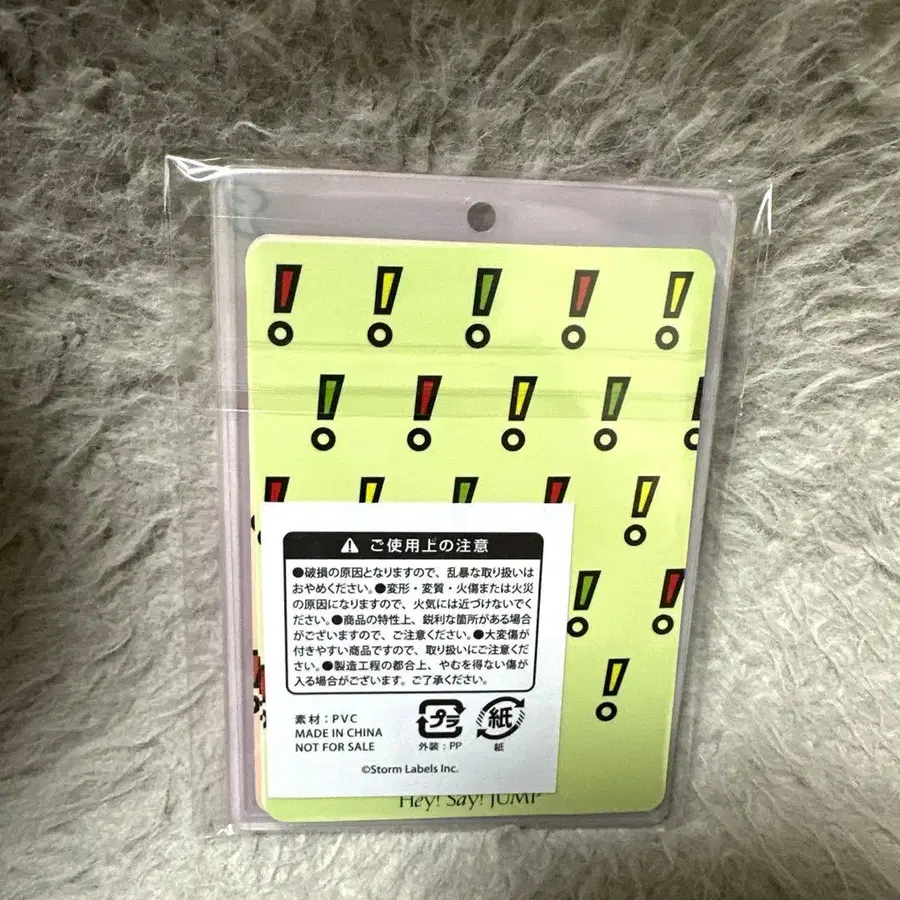 ⚠ ご使用上の注意
●破損の原因となりますので、乱暴な取り扱いは
おやめください。●変形・変質・火傷または火災
の原因になりますので、火気には近づけないでく
ださい。●商品の特性上、鋭利な箇所がある場合
がございますので、ご注意ください。●大変傷が
付きやすい商品ですので、取り扱いにご注意くだ
さい。●製造工程の都合上、やむを得ない傷が
入る場合がございます。ご了承ください。
素材：PVC
MADE IN CHINA
NOT FOR SALE
プラ
外装：PP
紙
紙
©Storm Labels Inc.
Hey! Say! JUMP